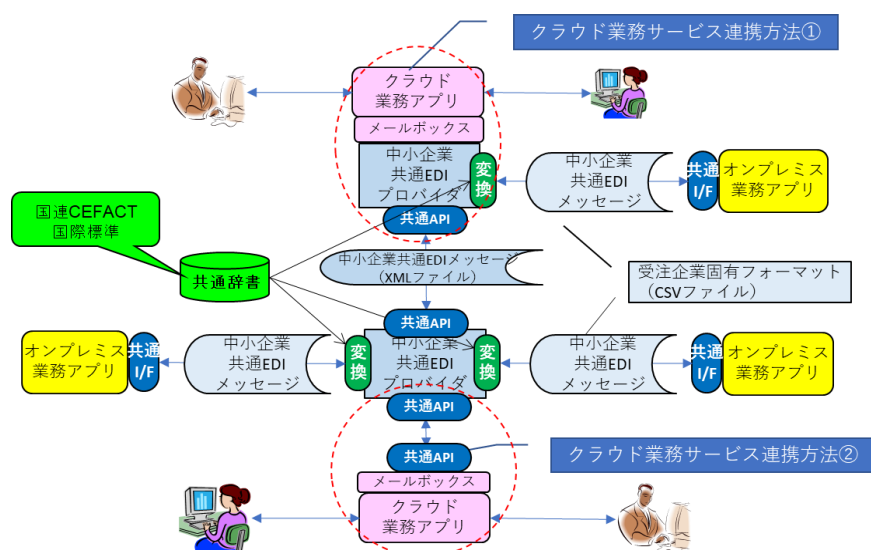 クラウド業務サービス連携方法①
クラウド
業務アプリ
メールボックス
中小企業
共通EDI
プロバイダ
変
換
共通API
中小企業
共通EDI
メッセージ
共通
I/F
オンプレミス
業務アプリ
国連CEFACT
国際標準
共通辞書
中小企業共通EDIメッセージ
（XMLファイル）
受注企業固有フォーマット
（CSVファイル）
共通API
オンプレミス
業務アプリ
共通
I/F
中小企業
共通EDI
メッセージ
変
換
中小企業
共通EDI
プロバイダ
変
換
中小企業
共通EDI
メッセージ
共通
I/F
オンプレミス
業務アプリ
共通API
共通API
クラウド業務サービス連携方法②
メールボックス
クラウド
業務アプリ